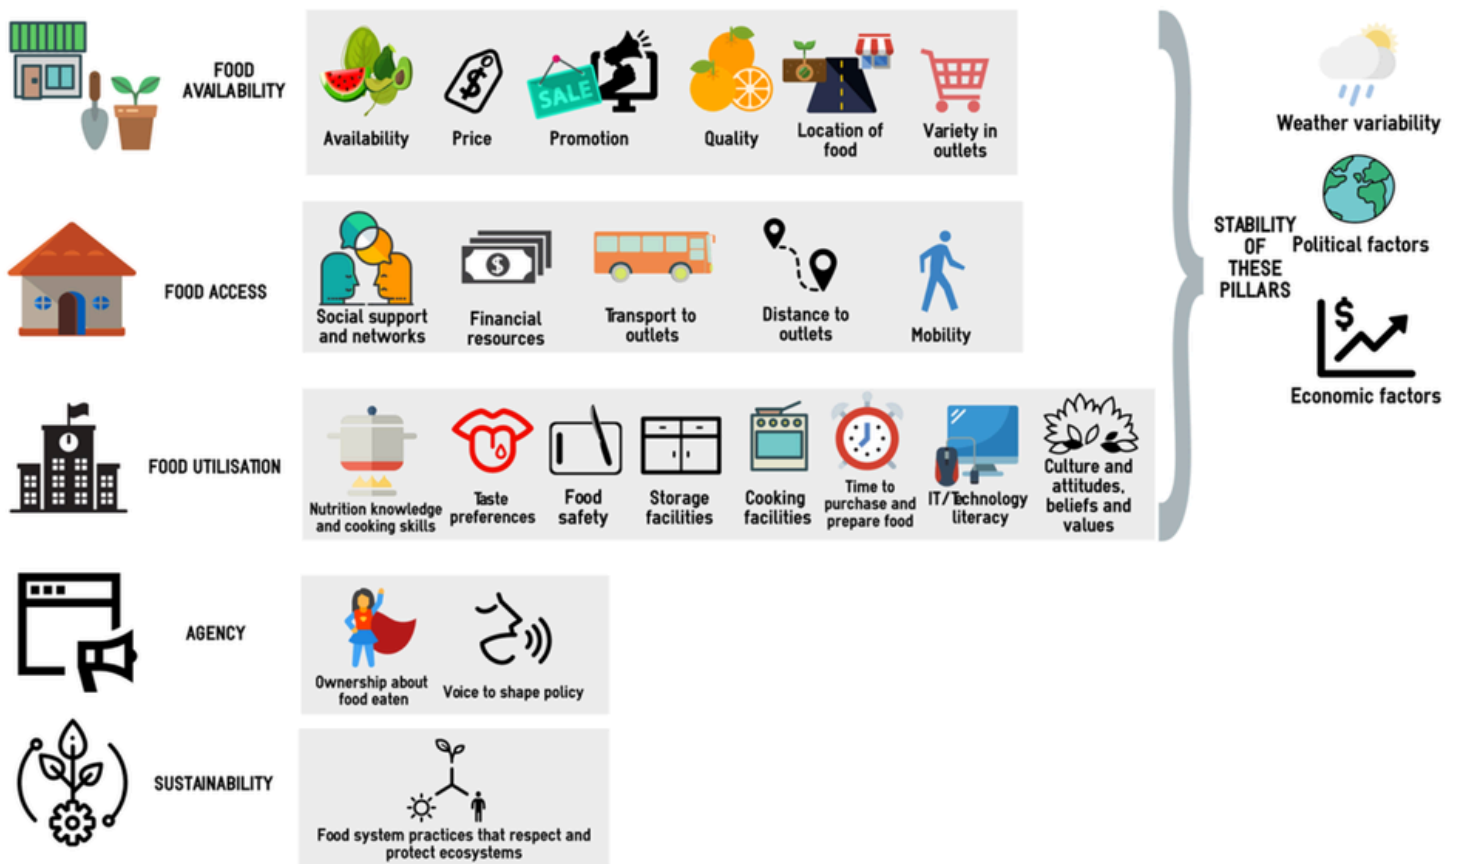 FOOD
AVAILABILITY
Availability
$
Price
SALE
Promotion
Quality
Location of
food
Variety in
outlets
FOOD ACCESS
Social support
and networks
$
Financial
resources
Transport to
outlets
Distance to
outlets
Mobility
FOOD UTILISATION
Nutrition knowledge
and cooking skills
Taste
preferences
Food
safety
Storage
facilities
Cooking
facilities
Time to
purchase and
prepare food
IT/Technology
literacy
Culture and
attitudes,
beliefs and
values
STABILITY
OF
THESE
PILLARS
Weather variability
Political factors
$
Economic factors
AGENCY
Ownership about
food eaten
Voice to shape policy
SUSTAINABILITY
Food system practices that respect and
protect ecosystems